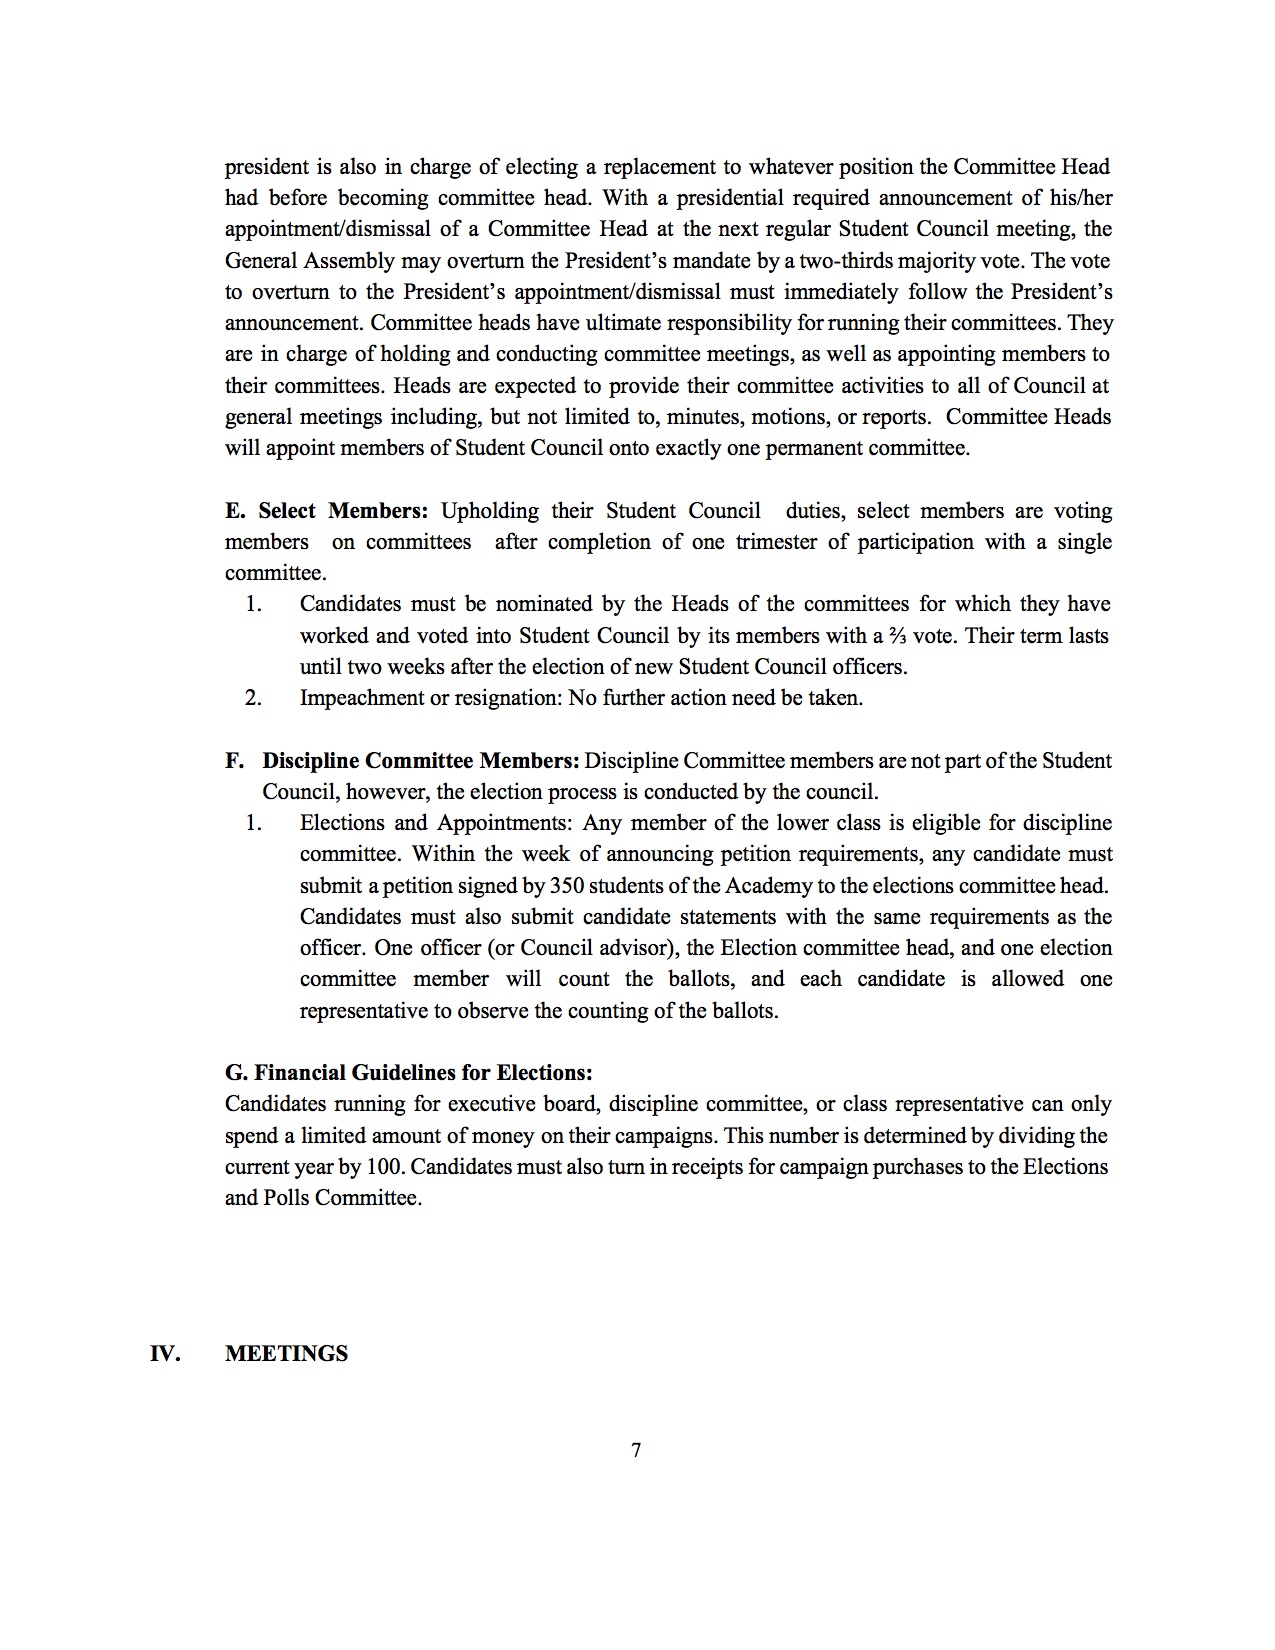 president is also in charge of electing a replacement to whatever position the Committee Head
had before becoming committee head. With a presidential required announcement of his/her
appointment/dismissal of a Committee Head at the next regular Student Council meeting, the
General Assembly may overturn the President’s mandate by a two-thirds majority vote. The vote
to overturn to the President’s appointment/dismissal must immediately follow the President’s
announcement. Committee heads have ultimate responsibility for running their committees. They
are in charge of holding and conducting committee meetings, as well as appointing members to
their committees. Heads are expected to provide their committee activities to all of Council at
general meetings including, but not limited to, minutes, motions, or reports.  Committee Heads
will appoint members of Student Council onto exactly one permanent committee.
E. Select Members: Upholding their Student Council  duties, select members are voting
members  on committees  after completion of one trimester of participation with a single
committee.
1. Candidates must be nominated by the Heads of the committees for which they have
worked and voted into Student Council by its members with a ⅔ vote. Their term lasts
until two weeks after the election of new Student Council officers.
2. Impeachment or resignation: No further action need be taken.
F. Discipline Committee Members: Discipline Committee members are not part of the Student
Council, however, the election process is conducted by the council.
1. Elections and Appointments: Any member of the lower class is eligible for discipline
committee. Within the week of announcing petition requirements, any candidate must
submit a petition signed by 350 students of the Academy to the elections committee head.
Candidates must also submit candidate statements with the same requirements as the
officer. One officer (or Council advisor), the Election committee head, and one election
committee member will count the ballots, and each candidate is allowed one
representative to observe the counting of the ballots.
G. Financial Guidelines for Elections:
Candidates running for executive board, discipline committee, or class representative can only
spend a limited amount of money on their campaigns. This number is determined by dividing the
current year by 100. Candidates must also turn in receipts for campaign purchases to the Elections
and Polls Committee.
IV. MEETINGS
7